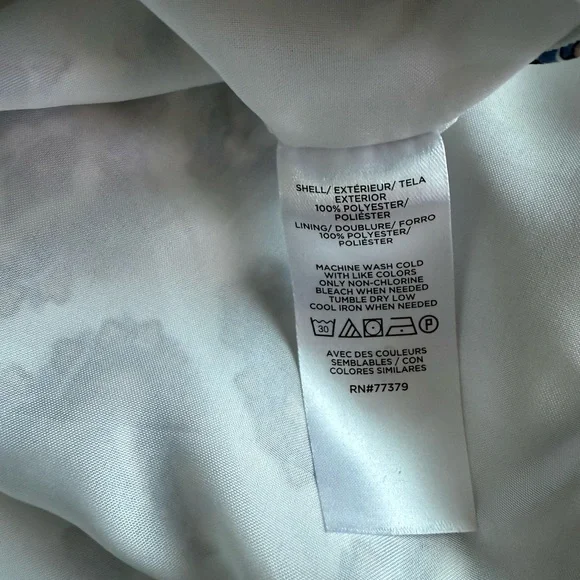 SHELL/ EXTÉRIEUR/ TELA
EXTERIOR
100% POLYESTER/
POLIÉSTER
LINING/ DOUBLURE/ FORRO
100% POLYESTER/
POLIÉSTER
MACHINE WASH COLD
WITH LIKE COLORS
ONLY NON-CHLORINE
BLEACH WHEN NEEDED
TUMBLE DRY LOW
COOL IRON WHEN NEEDED
30 P
AVEC DES COULEURS
SEMBLABLES / CON
COLORES SIMILARES
RN#77379